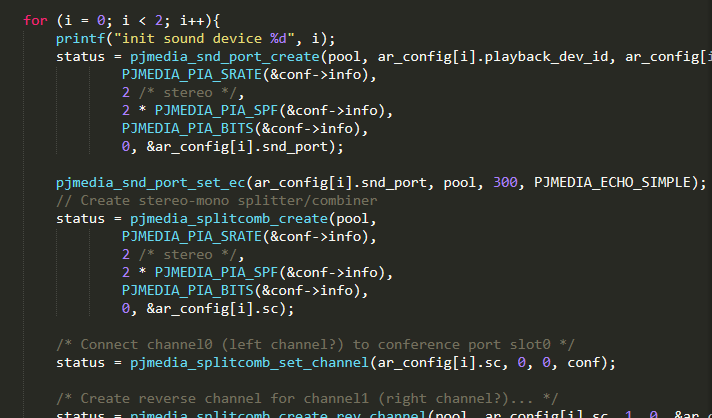 for (i = 0; i < 2; i++){
printf("init sound device %d", i);
status = pjmedia_snd_port_create(pool, ar_config[i].playback_dev_id, ar_config[i
PJMEDIA_PIA_SRATE(&conf->info),
2 /* stereo */,
2 * PJMEDIA_PIA_SPF(&conf->info),
PJMEDIA_PIA_BITS(&conf->info),
0, &ar_config[i].snd_port);
pjmedia_snd_port_set_ec(ar_config[i].snd_port, pool, 300, PJMEDIA_ECHO_SIMPLE);
// Create stereo-mono splitter/combiner
status = pjmedia_splitcomb_create(pool,
PJMEDIA_PIA_SRATE(&conf->info),
2 /* stereo */,
2 * PJMEDIA_PIA_SPF(&conf->info),
PJMEDIA_PIA_BITS(&conf->info),
0, &ar_config[i].sc);
/* Connect channel0 (left channel?) to conference port slot0 */
status = pjmedia_splitcomb_set_channel(ar_config[i].sc, 0, 0, conf);
/* Create reverse channel for channel1 (right channel?)... */
status = pjmedia_splitcomb_create_rev_channel(pool, ar_config[i].sc, 1, 0, &ar_c